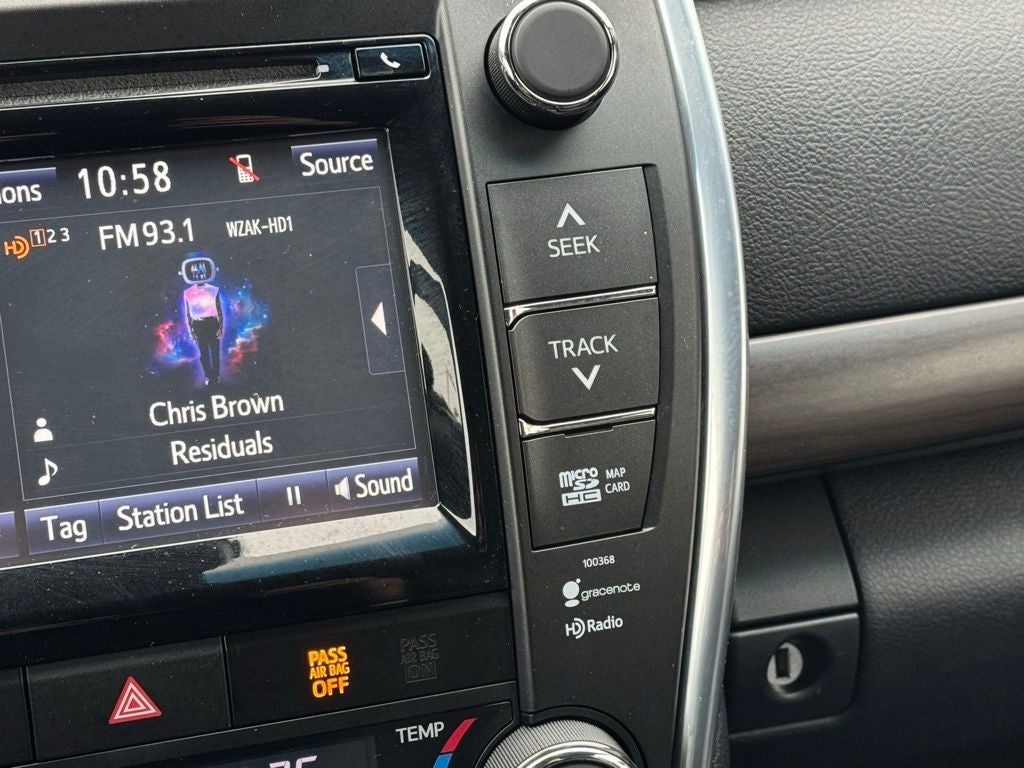 Source
10:58
ons
HD 1 2 3
FM 93.1
WZAK-HD1
Chris Brown
Residuals
Tag
Station List
Sound
SEEK
TRACK
micro
SD
HC
MAP
CARD
100368
gracenote
HD Radio
PASS
AIR BAG
OFF
PASS
AIR BAG
ON
TEMP